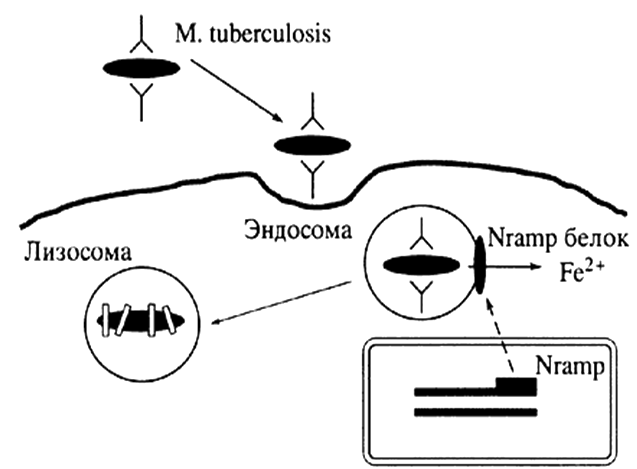 M. tuberculosis
Эндосома
Лизосома
Nramp белок
Fe²⁺
Nramp